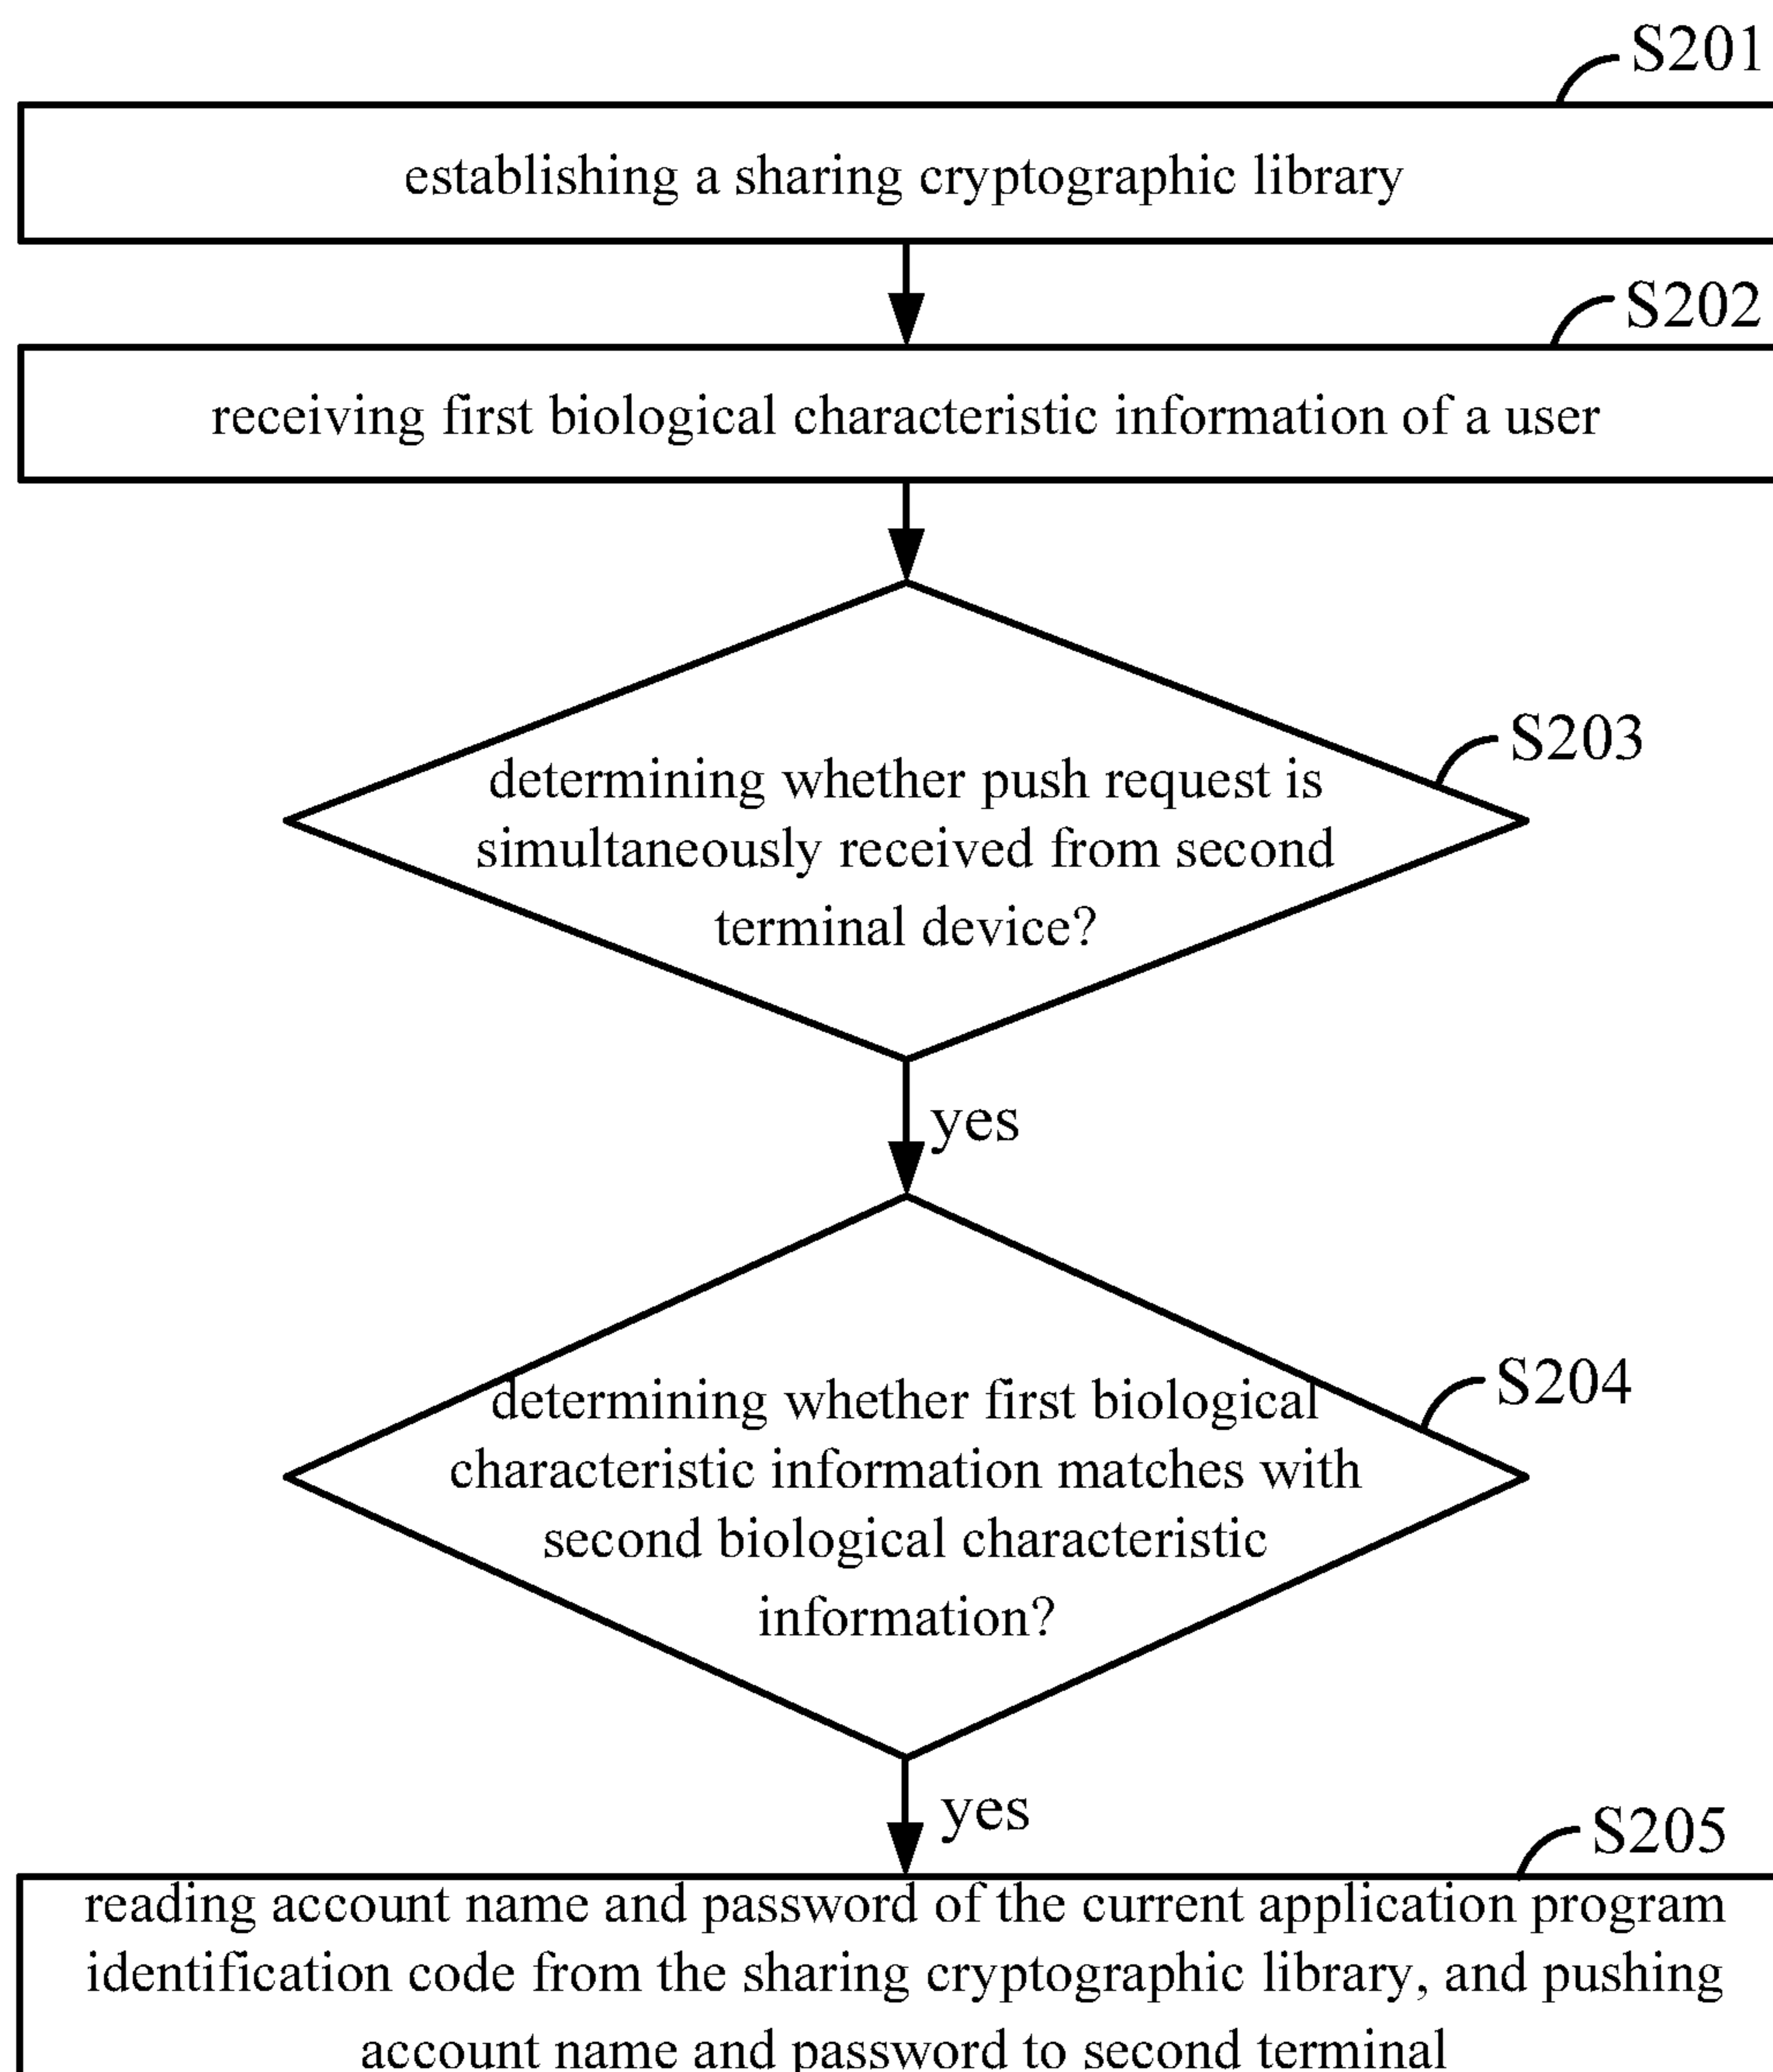 S201
establishing a sharing cryptographic library
S202
receiving first biological characteristic information of a user
S203
determining whether push request is
simultaneously received from second
terminal device?
yes
S204
determining whether first biological
characteristic information matches with
second biological characteristic
information?
yes
S205
reading account name and password of the current application program
identification code from the sharing cryptographic library, and pushing
account name and password to second terminal